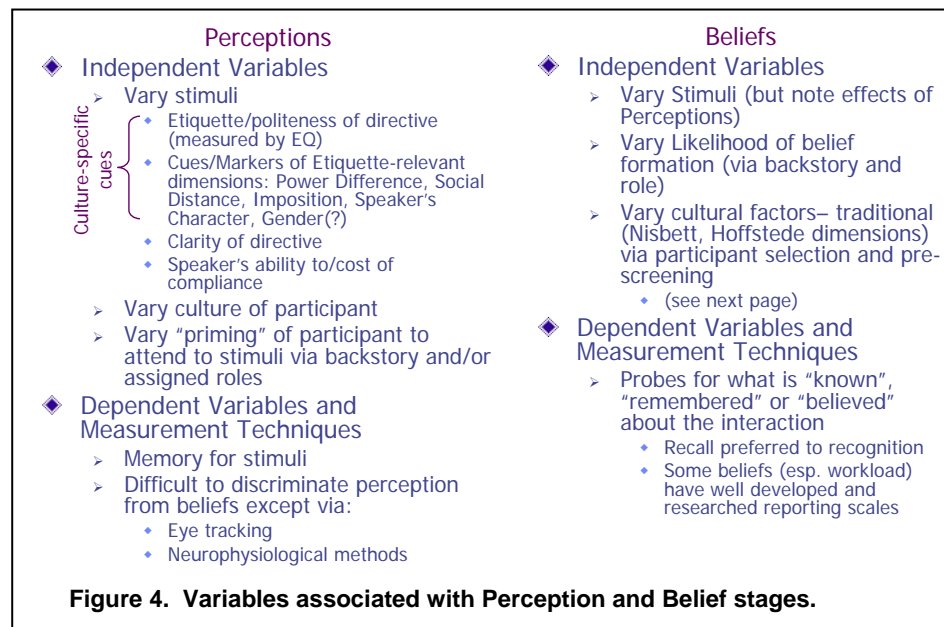 Perceptions
Independent Variables
Vary stimuli
Culture-specific
cues
Etiquette/politeness of directive
(measured by EQ)
Cues/Markers of Etiquette-relevant
dimensions: Power Difference, Social
Distance, Imposition, Speaker's
Character, Gender(?)
Clarity of directive
Speaker's ability to/cost of
compliance
Vary culture of participant
Vary "priming" of participant to
attend to stimuli via backstory and/or
assigned roles
Dependent Variables and
Measurement Techniques
Memory for stimuli
Difficult to discriminate perception
from beliefs except via:
Eye tracking
Neurophysiological methods
Beliefs
Independent Variables
Vary Stimuli (but note effects of
Perceptions)
Vary Likelihood of belief
formation (via backstory and
role)
Vary cultural factors– traditional
(Nisbett, Hoffstede dimensions)
via participant selection and pre-
screening
(see next page)
Dependent Variables and
Measurement Techniques
Probes for what is "known",
"remembered" or "believed"
about the interaction
Recall preferred to recognition
Some beliefs (esp. workload)
have well developed and
researched reporting scales
Figure 4. Variables associated with Perception and Belief stages.